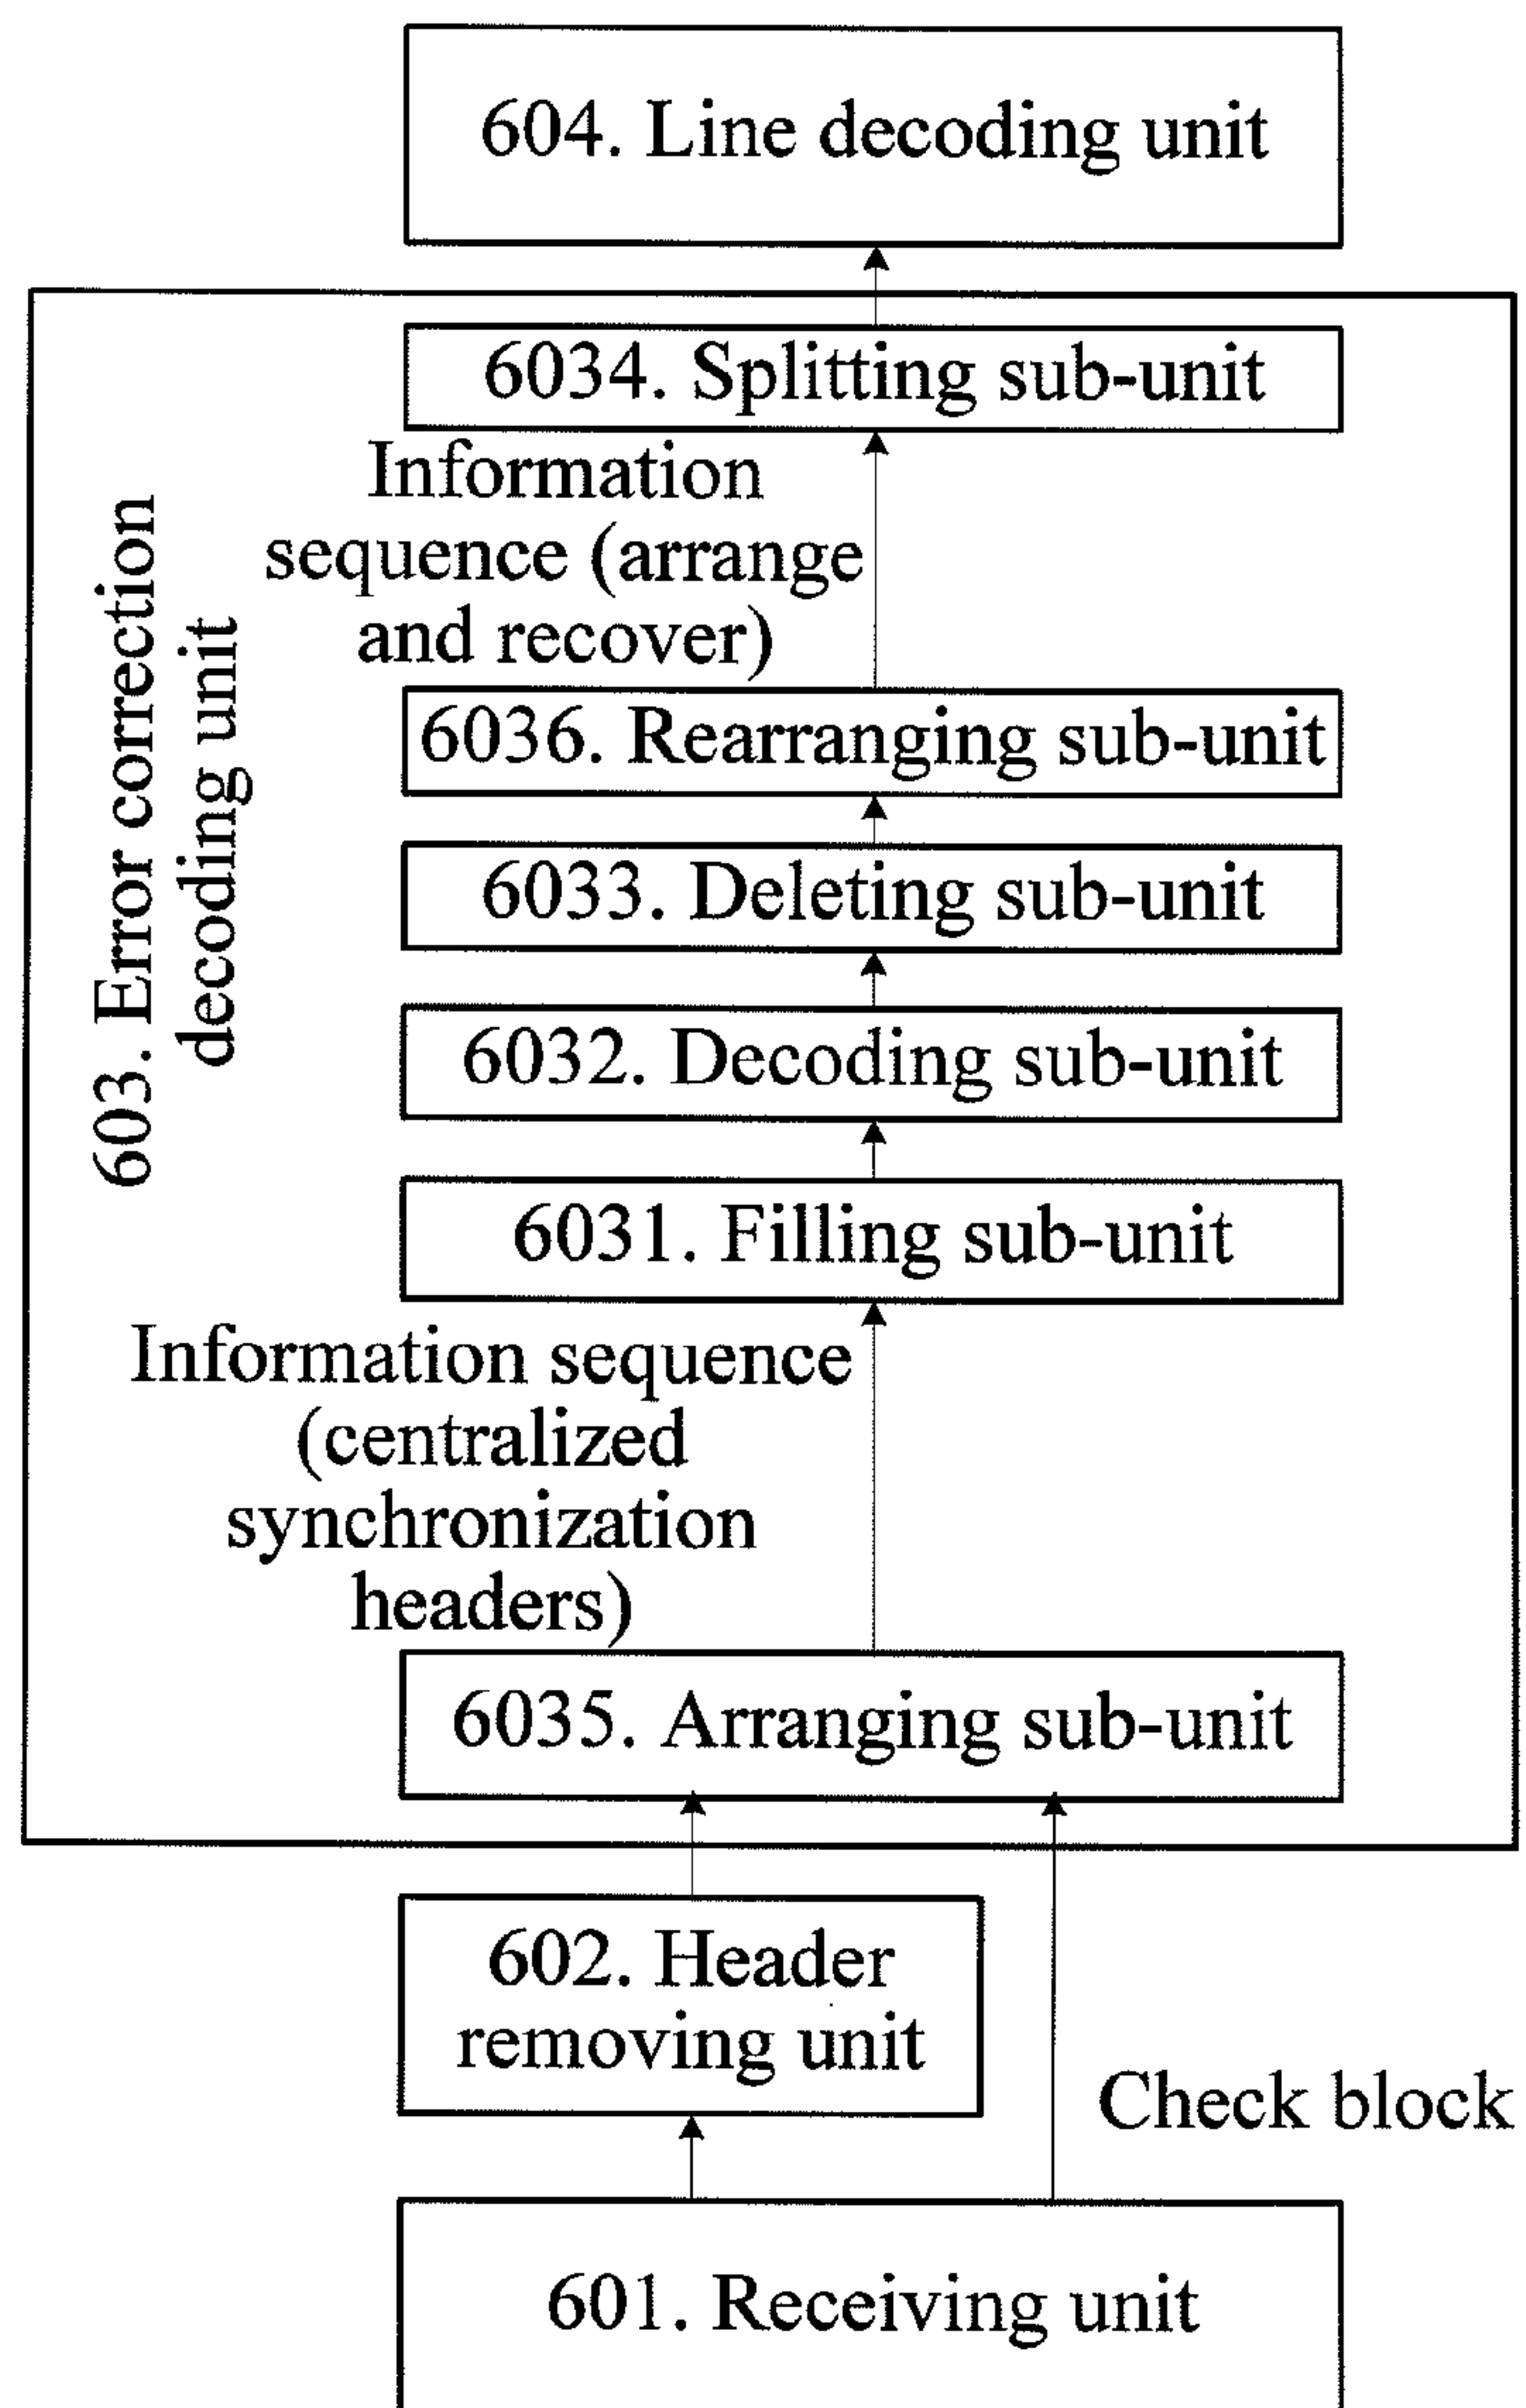 604. Line decoding unit
6034. Splitting sub-unit
Information
sequence (arrange
and recover)
603. Error correction
decoding unit
6036. Rearranging sub-unit
6033. Deleting sub-unit
6032. Decoding sub-unit
6031. Filling sub-unit
Information sequence
(centralized
synchronization
headers)
6035. Arranging sub-unit
602. Header
removing unit
Check block
601. Receiving unit